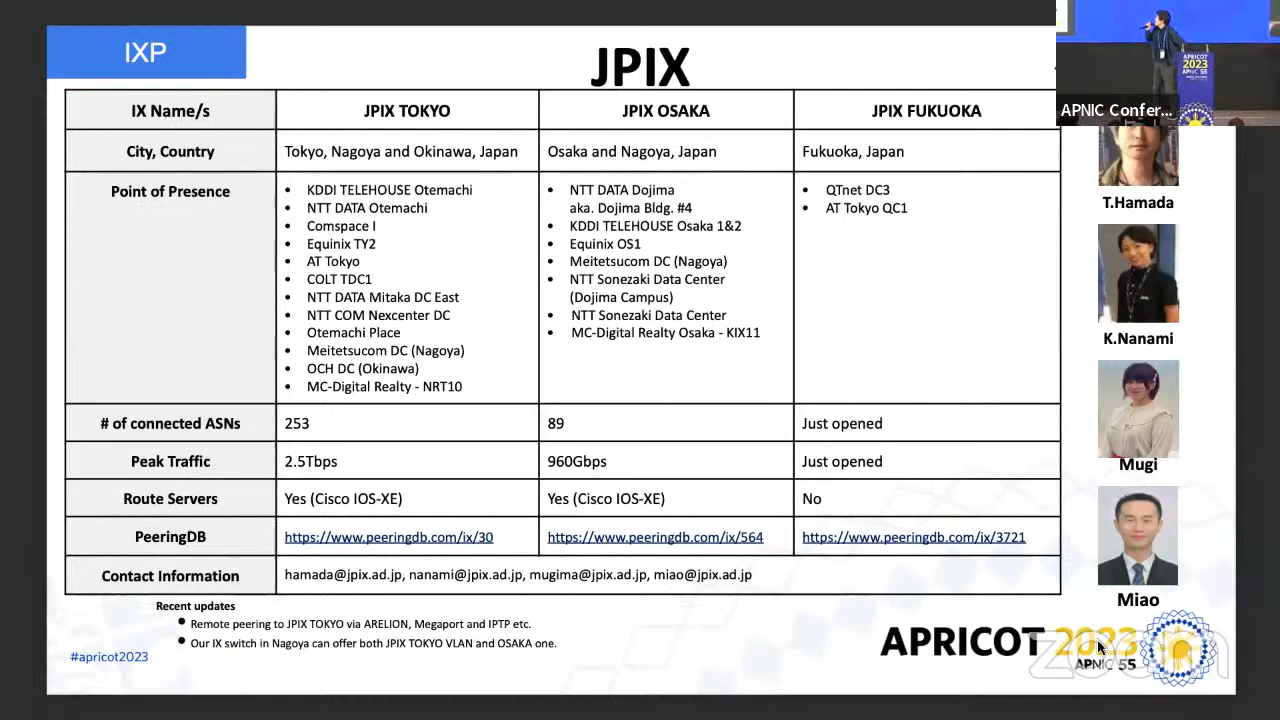 IXP
JPIX
IX Name/s
JPIX TOKYO
JPIX OSAKA
JPIX FUKUOKA
City, Country
Tokyo, Nagoya and Okinawa, Japan
Osaka and Nagoya, Japan
Fukuoka, Japan
Point of Presence
• KDDI TELEHOUSE Otemachi
• NTT DATA Otemachi
• Comspace I
• Equinix TY2
• AT Tokyo
• COLT TDC1
• NTT DATA Mitaka DC East
• NTT COM Nexcenter DC
• Otemachi Place
• Meitetsucom DC (Nagoya)
• OCH DC (Okinawa)
• MC-Digital Realty - NRT10
• NTT DATA Dojima
aka. Dojima Bldg. #4
• KDDI TELEHOUSE Osaka 1&2
• Equinix OS1
• Meitetsucom DC (Nagoya)
• NTT Sonezaki Data Center
(Dojima Campus)
• NTT Sonezaki Data Center
• MC-Digital Realty Osaka - KIX11
• QTnet DC3
• AT Tokyo QC1
# of connected ASNs
253
89
Just opened
Peak Traffic
2.5Tbps
960Gbps
Just opened
Route Servers
Yes (Cisco IOS-XE)
Yes (Cisco IOS-XE)
No
PeeringDB
https://www.peeringdb.com/ix/30
https://www.peeringdb.com/ix/564
https://www.peeringdb.com/ix/3721
Contact Information
hamada@jpix.ad.jp, nanami@jpix.ad.jp, mugima@jpix.ad.jp, miao@jpix.ad.jp
Recent updates
• Remote peering to JPIX TOKYO via ARELION, Megaport and IPTP etc.
• Our IX switch in Nagoya can offer both JPIX TOKYO VLAN and OSAKA one.
#apricot2023
APRICOT
2023
APNIC 55
APNIC Confer...
T.Hamada
K.Nanami
Mugi
Miao
APRICOT 2023
APNIC 55
zoom